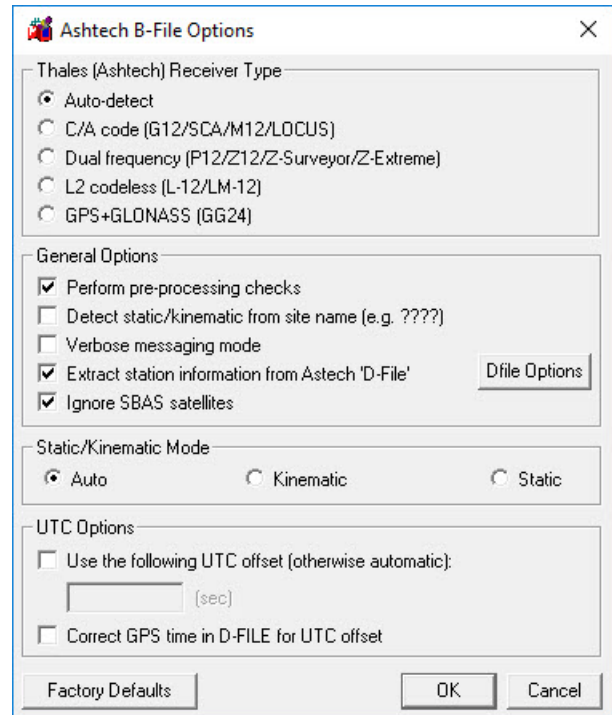 Ashtech B-File Options
Thales (Ashtech) Receiver Type
Auto-detect
C/A code (G12/SCA/M12/LOCUS)
Dual frequency (P12/Z12/Z-Surveyor/Z-Extreme)
L2 codeless (L-12/LM-12)
GPS+GLONASS (GG24)
General Options
Perform pre-processing checks
Detect static/kinematic from site name (e.g. ????)
Verbose messaging mode
Extract station information from Astech 'D-File'
Dfile Options
Ignore SBAS satellites
Static/Kinematic Mode
Auto Kinematic Static
UTC Options
Use the following UTC offset (otherwise automatic):
(sec)
Correct GPS time in D-FILE for UTC offset
Factory Defaults OK Cancel